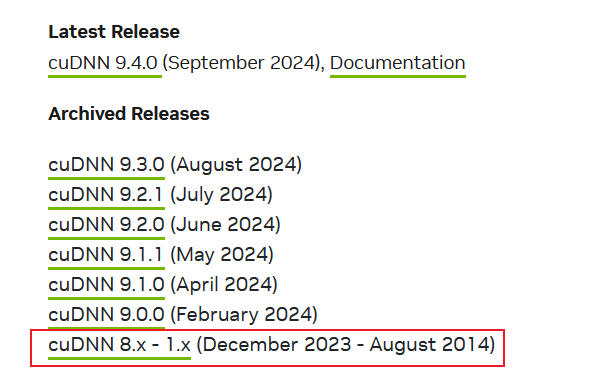 Latest Release
cuDNN 9.4.0 (September 2024), Documentation
Archived Releases
cuDNN 9.3.0 (August 2024)
cuDNN 9.2.1 (July 2024)
cuDNN 9.2.0 (June 2024)
cuDNN 9.1.1 (May 2024)
cuDNN 9.1.0 (April 2024)
cuDNN 9.0.0 (February 2024)
cuDNN 8.x - 1.x (December 2023 - August 2014)